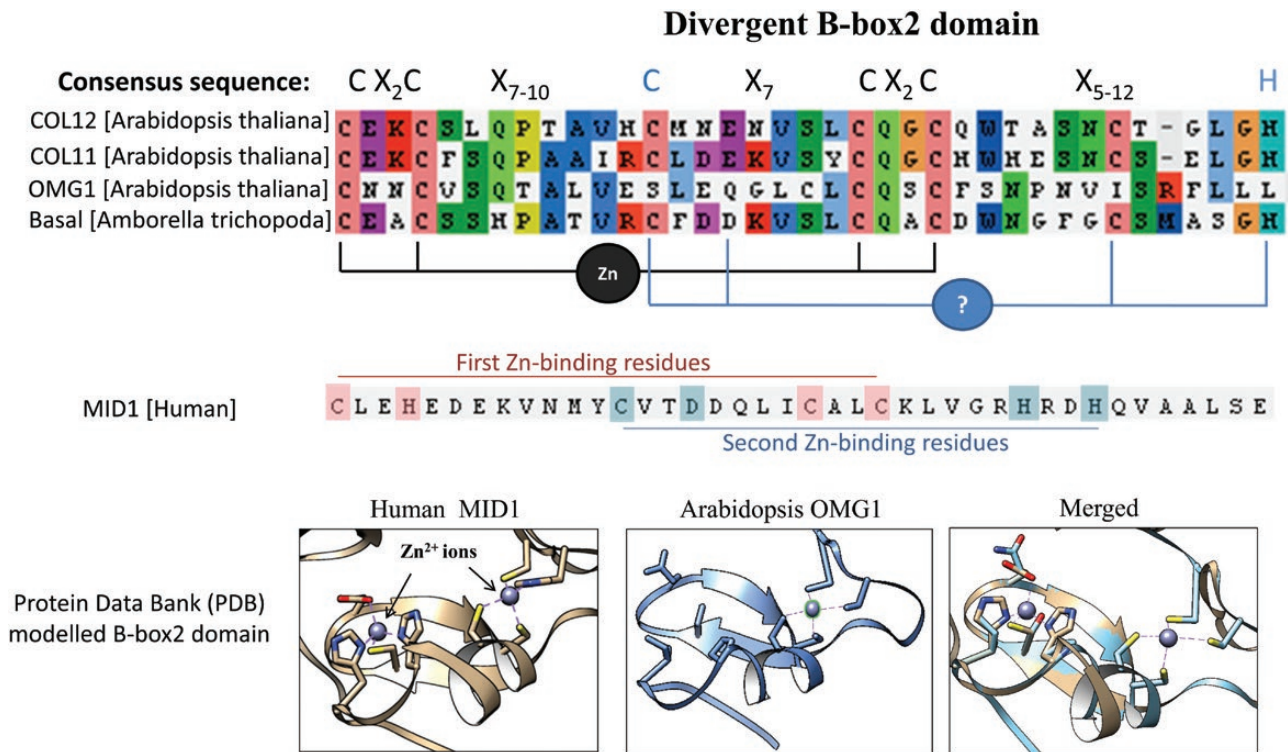 Divergent B-box2 domain
Consensus sequence: C X2C X7-10 C X7 C X2 C X5-12 H
COL12 [Arabidopsis thaliana] C E K C S L Q P T A V H C M N E N V S L C Q G C Q W T A S N C T - G L G H
COL11 [Arabidopsis thaliana] C E K C F S Q P A A I R C L D E K V S Y C Q G C H W H E S N C S - E L G H
OMG1 [Arabidopsis thaliana] C N N C V S Q T A L V E S L E Q G L C L C Q S C F S N P N V I S R F L L L
Basal [Amborella trichopoda] C E A C S S H P A T V R C F D D K V S L C Q A C D W N G F G C S M A S G H
Zn
?
First Zn-binding residues
MID1 [Human] C L E H E D E K V N M Y C V T D D Q L I C A L C K L V G R H R D H Q V A A L S E
Second Zn-binding residues
Human MID1 Arabidopsis OMG1 Merged
Zn2+ ions
Protein Data Bank (PDB)
modelled B-box2 domain